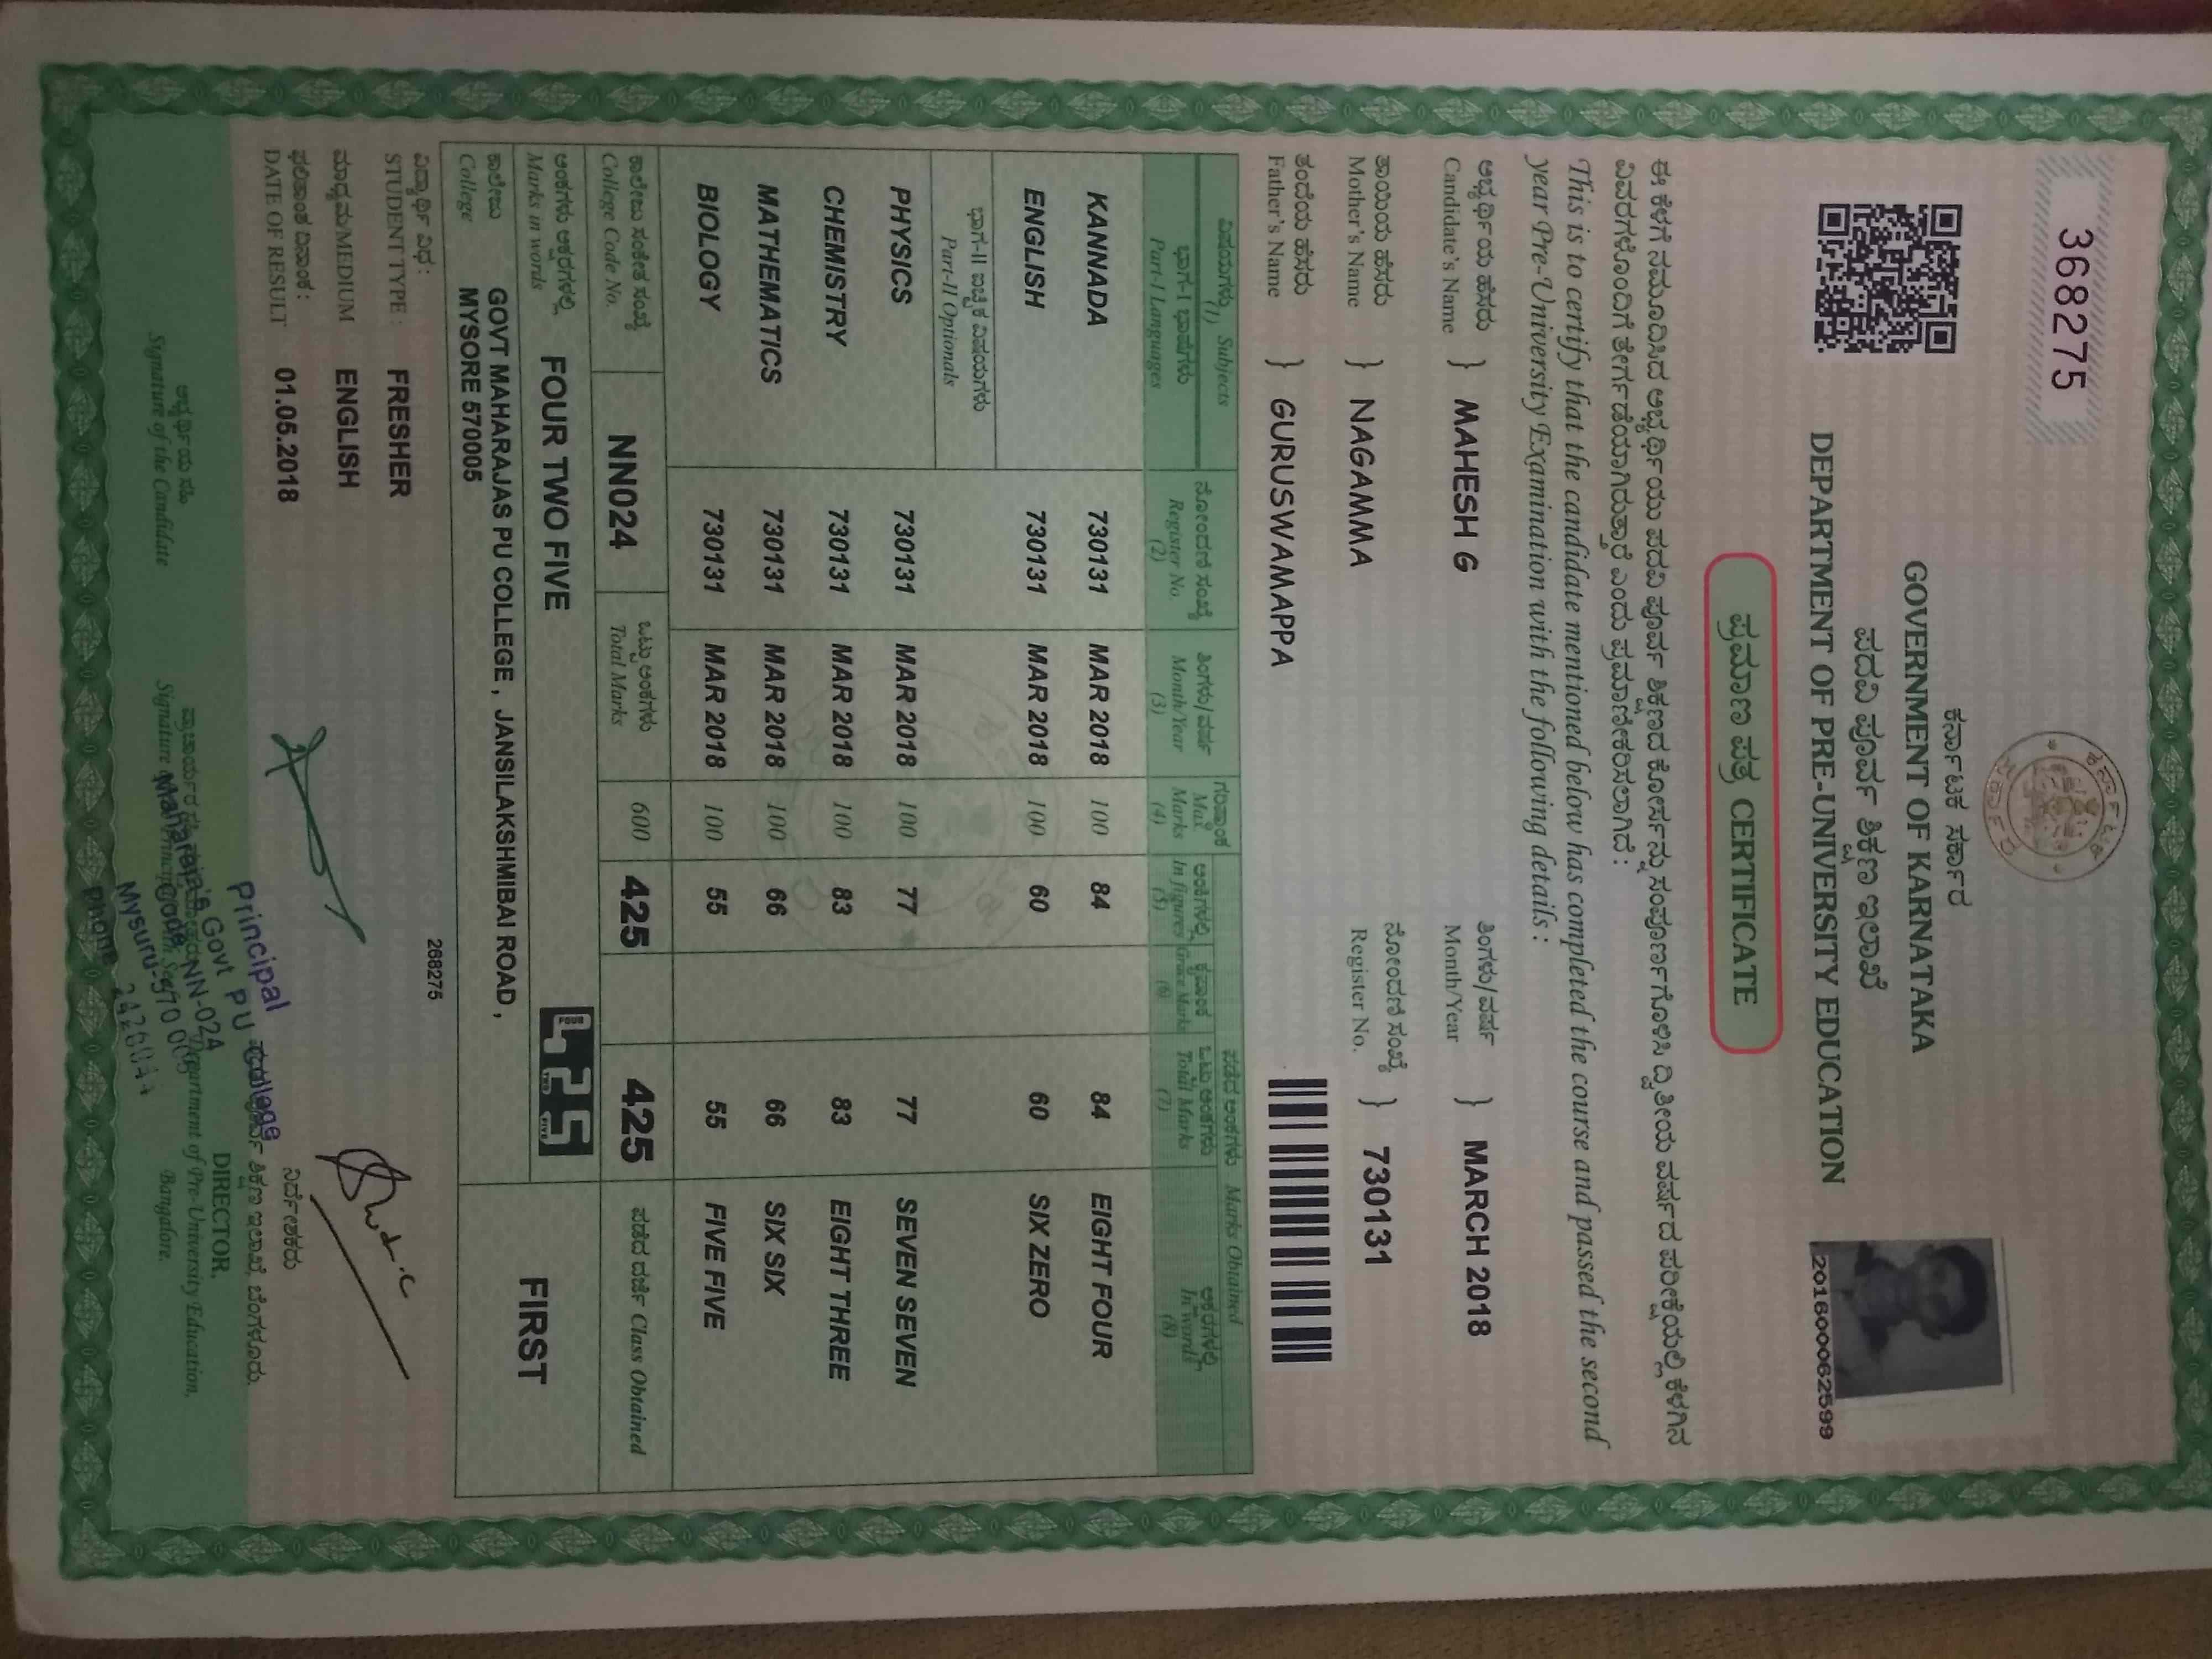 368275
ಕರ್ನಾಟಕ
ಸರ್ಕಾರ
ಕರ್ನಾಟಕ ಸರ್ಕಾರ
GOVERNMENT OF KARNATAKA
ಪದವಿ ಪೂರ್ವ ಶಿಕ್ಷಣ ಇಲಾಖೆ
DEPARTMENT OF PRE-UNIVERSITY EDUCATION
201600062599
ಪ್ರಮಾಣ ಪತ್ರ CERTIFICATE
ಈ ಕೆಳಗೆ ನಮೂದಿಸಿದ ಅಭ್ಯರ್ಥಿಯು ಪದವಿ ಪೂರ್ವ ಶಿಕ್ಷಣದ ಕೋರ್ಸನ್ನು ಸಂಪೂರ್ಣಗೊಳಿಸಿ ದ್ವಿತೀಯ ವರ್ಷದ ಪರೀಕ್ಷೆಯಲ್ಲಿ ಕೆಳಗಿನ
ವಿವರಗಳೊಂದಿಗೆ ತೇರ್ಗಡೆಯಾಗಿರುತ್ತಾರೆ ಎಂದು ಪ್ರಮಾಣೀಕರಿಸಲಾಗಿದೆ :
This is to certify that the candidate mentioned below has completed the course and passed the second
year Pre-University Examination with the following details :
ಅಭ್ಯರ್ಥಿಯ ಹೆಸರು
Candidate's Name } MAHESH G
ತಿಂಗಳು/ವರ್ಷ
Month/Year } MARCH 2018
ತಾಯಿಯ ಹೆಸರು
Mother's Name } NAGAMMA
ನೋಂದಣಿ ಸಂಖ್ಯೆ
Register No. } 730131
ತಂದೆಯ ಹೆಸರು
Father's Name } GURUSWAMAPPA
ವಿಷಯಗಳು (1) Subjects
ಭಾಗ-I ಭಾಷೆಗಳು
Part-I Languages
ನೋಂದಣಿ ಸಂಖ್ಯೆ
Register No.
(2)
ತಿಂಗಳು/ವರ್ಷ
Month/Year
(3)
ಗರಿಷ್ಠಾಂಕ
Max.
Marks
(4)
ಪಡೆದ ಅಂಕಗಳು Marks Obtained
ಅಂಕಿಗಳಲ್ಲಿ
In figures
(5)
ಕೃಪಾಂಕ
Grace Marks
(6)
ಒಟ್ಟು ಅಂಕಗಳು
Total Marks
(7)
ಅಕ್ಷರಗಳಲ್ಲಿ
In words
(8)
KANNADA 730131 MAR 2018 100 84 84 EIGHT FOUR
ENGLISH 730131 MAR 2018 100 60 60 SIX ZERO
ಭಾಗ-II ಐಚ್ಛಿಕ ವಿಷಯಗಳು
Part-II Optionals
PHYSICS 730131 MAR 2018 100 77 77 SEVEN SEVEN
CHEMISTRY 730131 MAR 2018 100 83 83 EIGHT THREE
MATHEMATICS 730131 MAR 2018 100 66 66 SIX SIX
BIOLOGY 730131 MAR 2018 100 55 55 FIVE FIVE
ಕಾಲೇಜು ಸಂಕೇತ ಸಂಖ್ಯೆ
College Code No.
NN024
ಒಟ್ಟು ಅಂಕಗಳು
Total Marks
600 425 425
ಪಡೆದ ದರ್ಜೆ Class Obtained
ಅಂಕಗಳು ಅಕ್ಷರಗಳಲ್ಲಿ
Marks in words
FOUR TWO FIVE
FOUR TWO FIVE
425
FIRST
ಕಾಲೇಜು
College
GOVT MAHARAJAS PU COLLEGE , JANSILAKSHMIBAI ROAD ,
MYSORE 570005
268275
ವಿದ್ಯಾರ್ಥಿ ವಿಧ :
STUDENT TYPE : FRESHER
ಮಾಧ್ಯಮ/MEDIUM ENGLISH
ಫಲಿತಾಂಶ ದಿನಾಂಕ :
DATE OF RESULT 01.05.2018
ನಿರ್ದೇಶಕರು
ಪೂರ್ವ ಶಿಕ್ಷಣ ಇಲಾಖೆ, ಬೆಂಗಳೂರು.
DIRECTOR,
Department of Pre-University Education,
Bangalore.
ಅಭ್ಯರ್ಥಿಯ ಸಹಿ
Signature of the Candidate
Signature
Principal
Maharaja's Govt PU College
Code NN-024
Mysuru-570 005
Phone 2426044